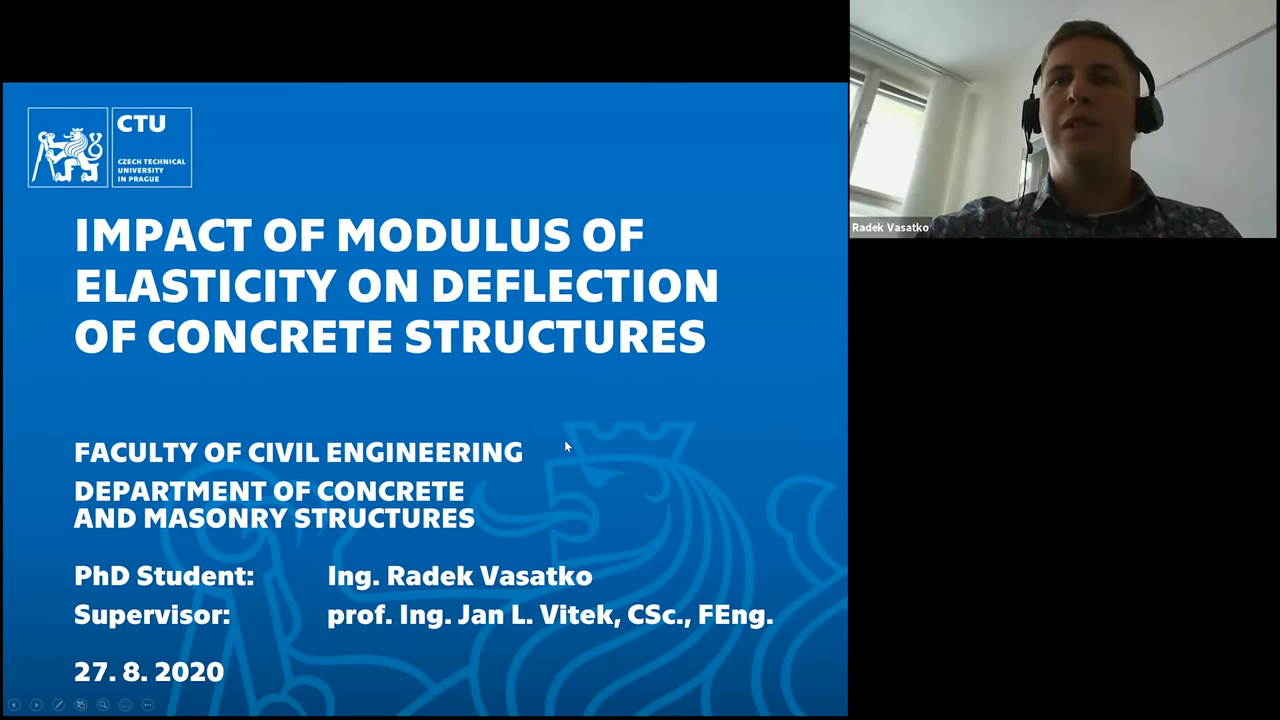 CTU
CZECH TECHNICAL
UNIVERSITY
IN PRAGUE
IMPACT OF MODULUS OF
ELASTICITY ON DEFLECTION
OF CONCRETE STRUCTURES
FACULTY OF CIVIL ENGINEERING
DEPARTMENT OF CONCRETE
AND MASONRY STRUCTURES
PhD Student: Ing. Radek Vasatko
Supervisor: prof. Ing. Jan L. Vitek, CSc., FEng.
27. 8. 2020
Radek Vasatko